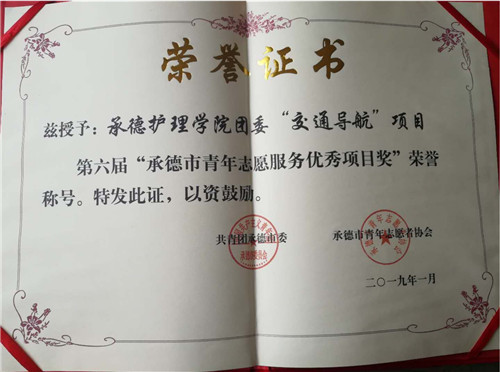 荣誉证书
兹授予：承德护理学院团委“交通导航”项目
第六届“承德市青年志愿服务优秀项目奖”荣誉
称号。特发此证，以资鼓励。
共青团承德市委 承德市青年志愿者协会
二〇一九年一月